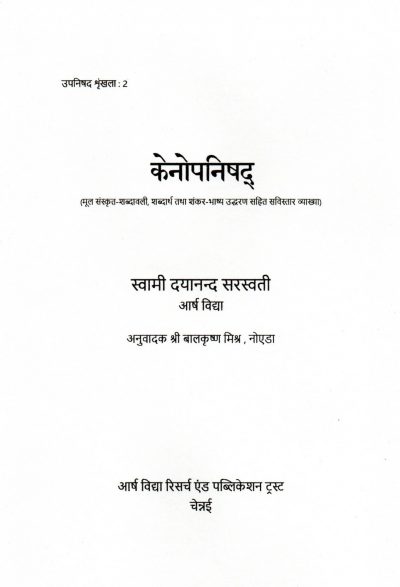 उपनिषद शृंखला : 2
केनोपनिषद्
(मूल संस्कृत-शब्दावली, शब्दार्थ तथा शंकर-भाष्य उद्धरण सहित सविस्तार व्याख्या)
स्वामी दयानन्द सरस्वती
आर्ष विद्या
अनुवादक श्री बालकृष्ण मिश्र , नोएडा
आर्ष विद्या रिसर्च एंड पब्लिकेशन ट्रस्ट
चेन्नई